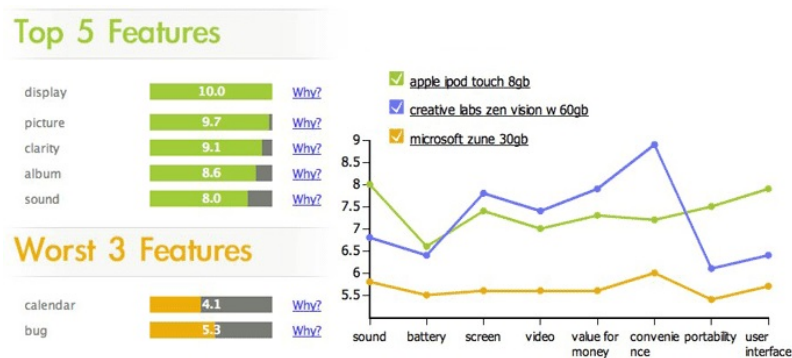 Top 5 Features
display 10.0 Why?
picture 9.7 Why?
clarity 9.1 Why?
album 8.6 Why?
sound 8.0 Why?
Worst 3 Features
calendar 4.1 Why?
bug 5.3 Why?
apple ipod touch 8gb
creative labs zen vision w 60gb
microsoft zune 30gb
9
8.5
8
7.5
7
6.5
6
5.5
sound battery screen video value for convenie portability user
money nce interface